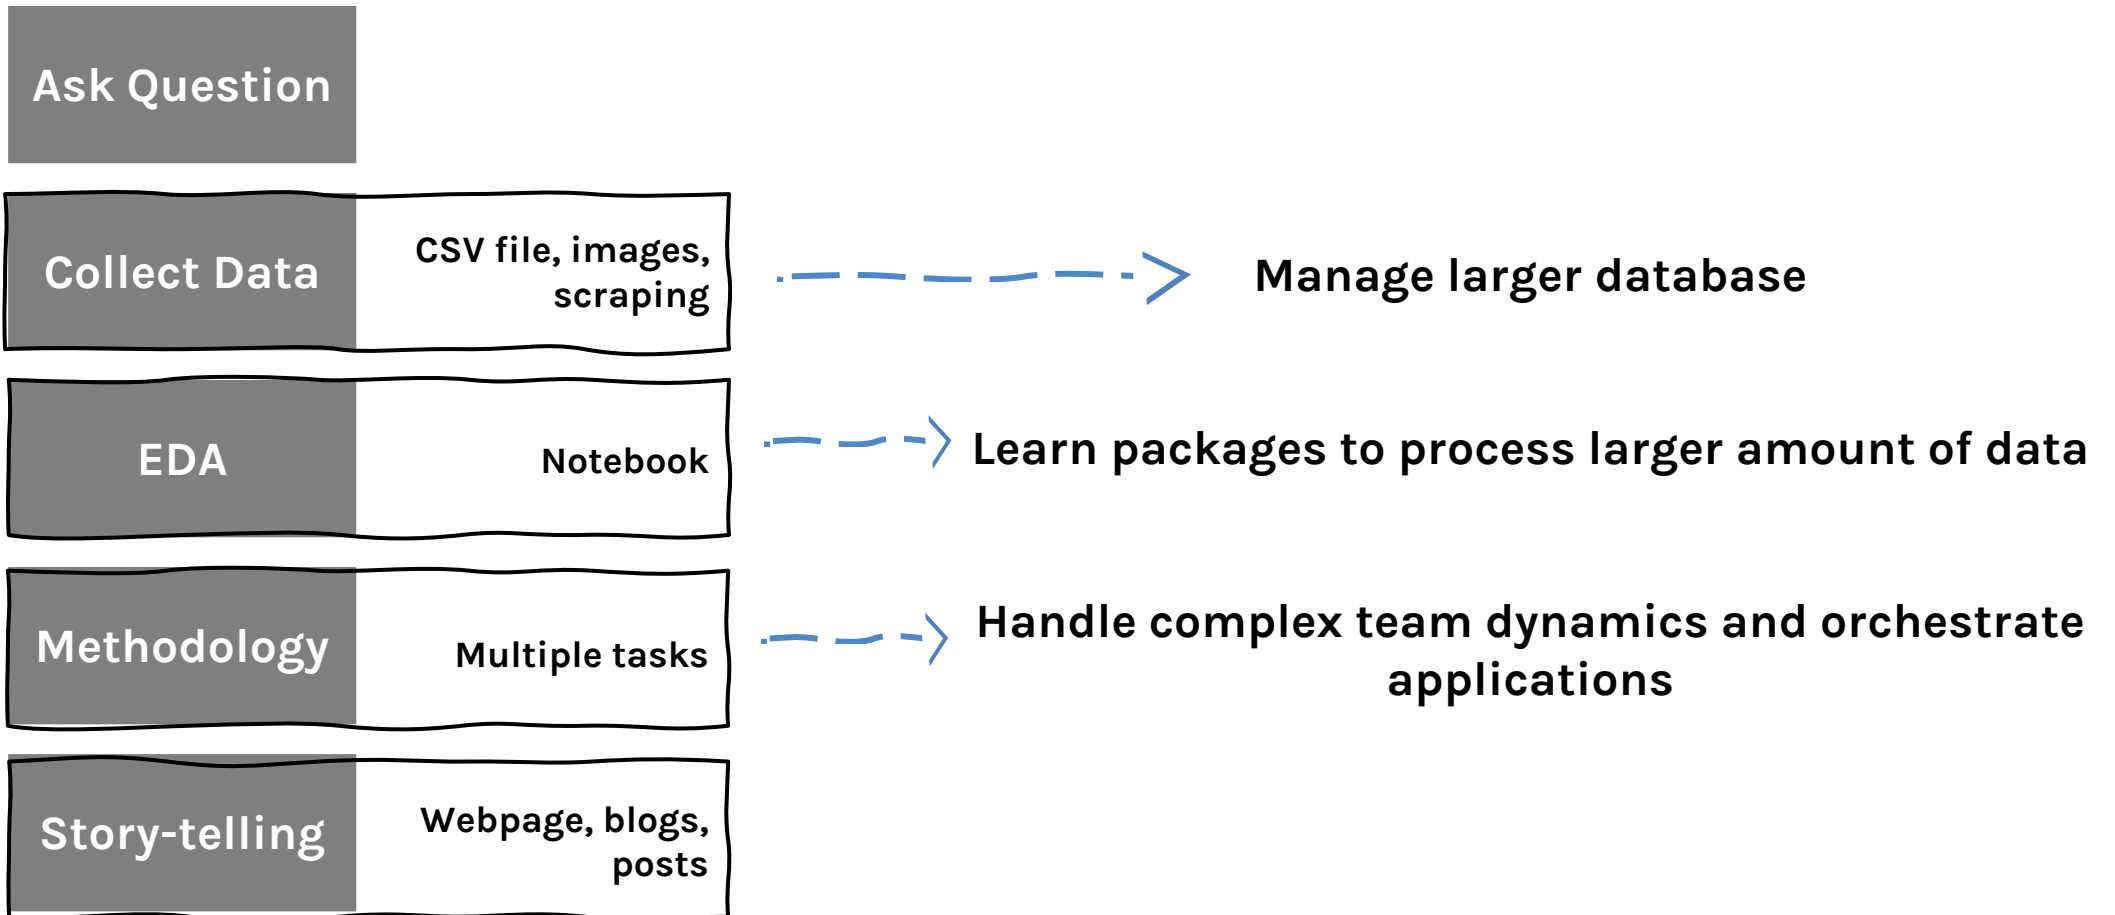 Ask Question
Collect Data
CSV file, images,
scraping
Manage larger database
EDA
Notebook
Learn packages to process larger amount of data
Methodology
Multiple tasks
Handle complex team dynamics and orchestrate
applications
Story-telling
Webpage, blogs,
posts